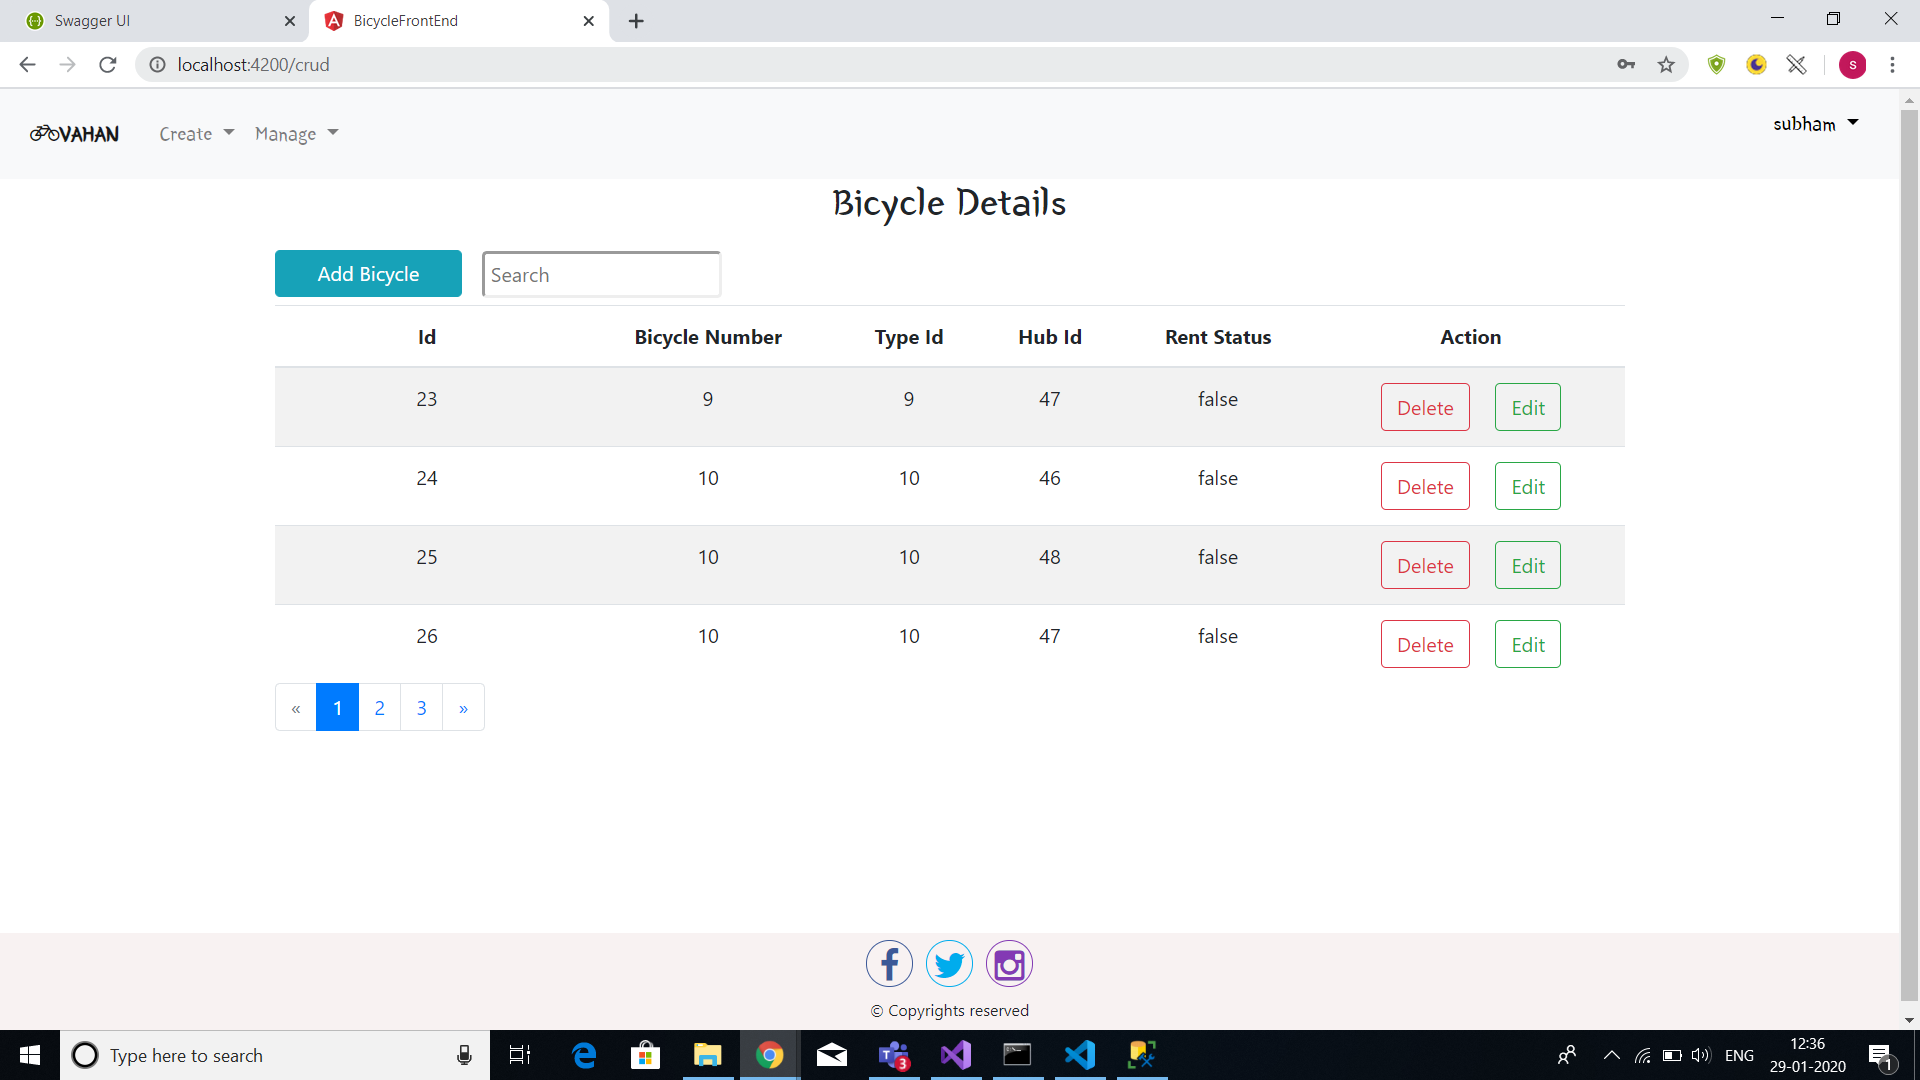 Swagger UI
BicycleFrontEnd
localhost:4200/crud
S
VAHAN Create Manage subham
Bicycle Details
Add Bicycle Search
Id Bicycle Number Type Id Hub Id Rent Status Action
23 9 9 47 false Delete Edit
24 10 10 46 false Delete Edit
25 10 10 48 false Delete Edit
26 10 10 47 false Delete Edit
« 1 2 3 »
© Copyrights reserved
Type here to search
3
ENG
12:36
29-01-2020
1